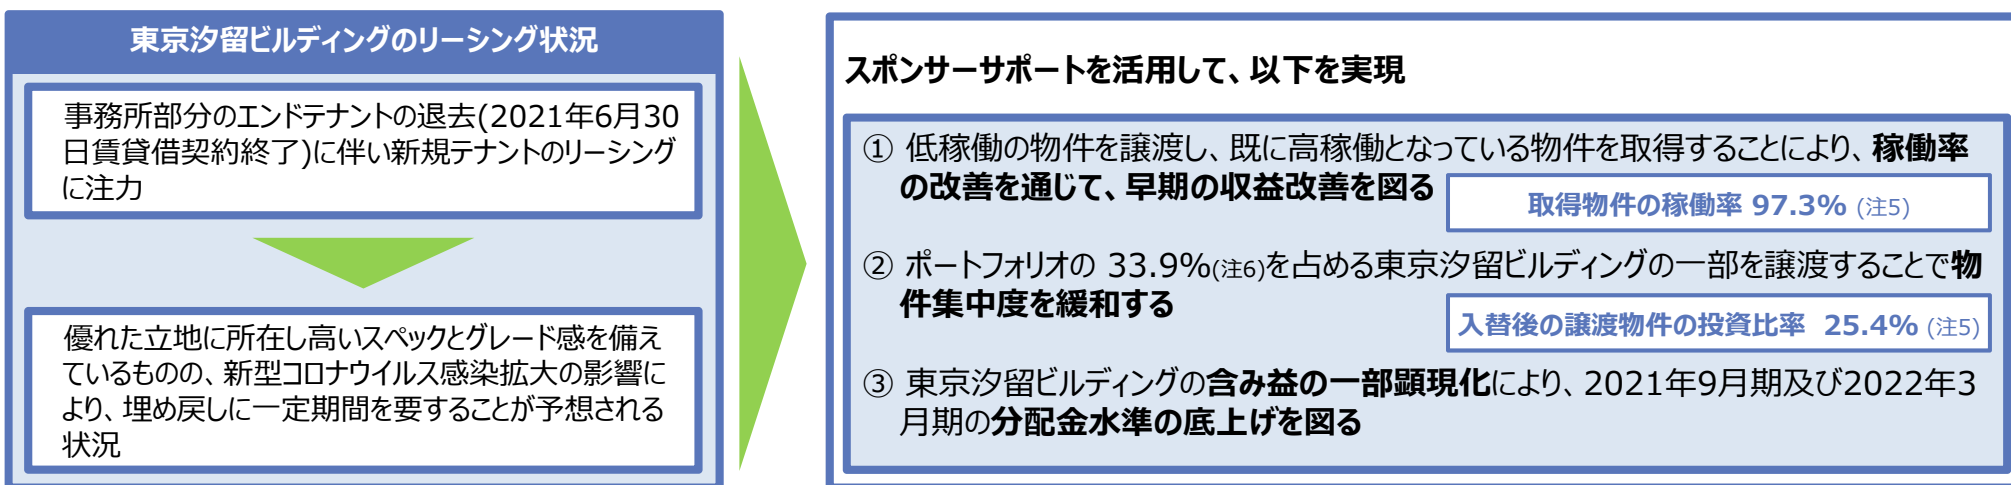 東京汐留ビルディングのリーシング状況
事務所部分のエンドテナントの退去(2021年6月30
日賃貸借契約終了)に伴い新規テナントのリーシング
に注力
優れた立地に所在し高いスペックとグレード感を備え
ているものの、新型コロナウイルス感染拡大の影響に
より、埋め戻しに一定期間を要することが予想される
状況
スポンサーサポートを活用して、以下を実現
① 低稼働の物件を譲渡し、既に高稼働となっている物件を取得することにより、稼働率
の改善を通じて、早期の収益改善を図る
取得物件の稼働率 97.3% (注5)
② ポートフォリオの 33.9%(注6)を占める東京汐留ビルディングの一部を譲渡することで物
件集中度を緩和する
入替後の譲渡物件の投資比率 25.4% (注5)
③ 東京汐留ビルディングの含み益の一部顕現化により、2021年9月期及び2022年3
月期の分配金水準の底上げを図る